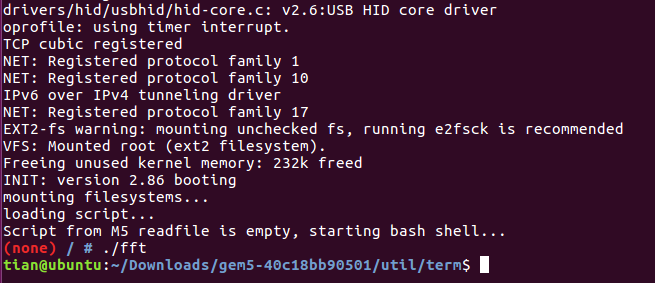 drivers/hid/usbhid/hid-core.c: v2.6:USB HID core driver
oprofile: using timer interrupt.
TCP cubic registered
NET: Registered protocol family 1
NET: Registered protocol family 10
IPv6 over IPv4 tunneling driver
NET: Registered protocol family 17
EXT2-fs warning: mounting unchecked fs, running e2fsck is recommended
VFS: Mounted root (ext2 filesystem).
Freeing unused kernel memory: 232k freed
INIT: version 2.86 booting
mounting filesystems...
loading script...
Script from M5 readfile is empty, starting bash shell...
(none) / # ./fft
tian@ubuntu:~/Downloads/gem5-40c18bb90501/util/term$